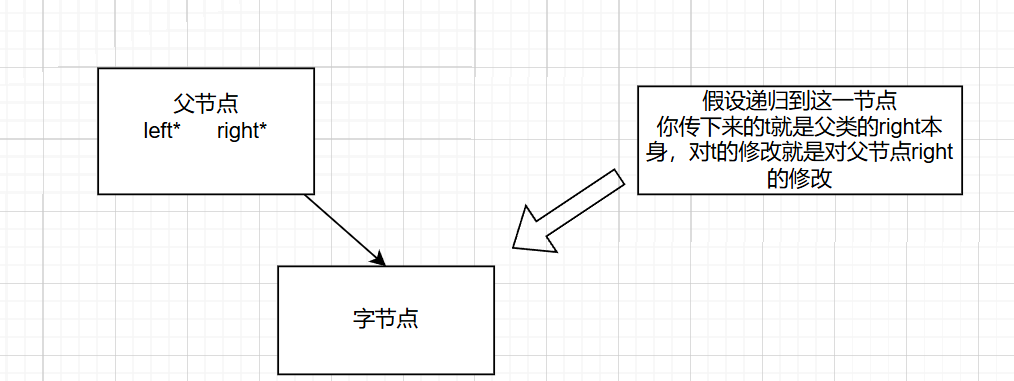 父节点
left* right*
假设递归到这一节点
你传下来的t就是父类的right本
身，对t的修改就是对父节点right
的修改
字节点